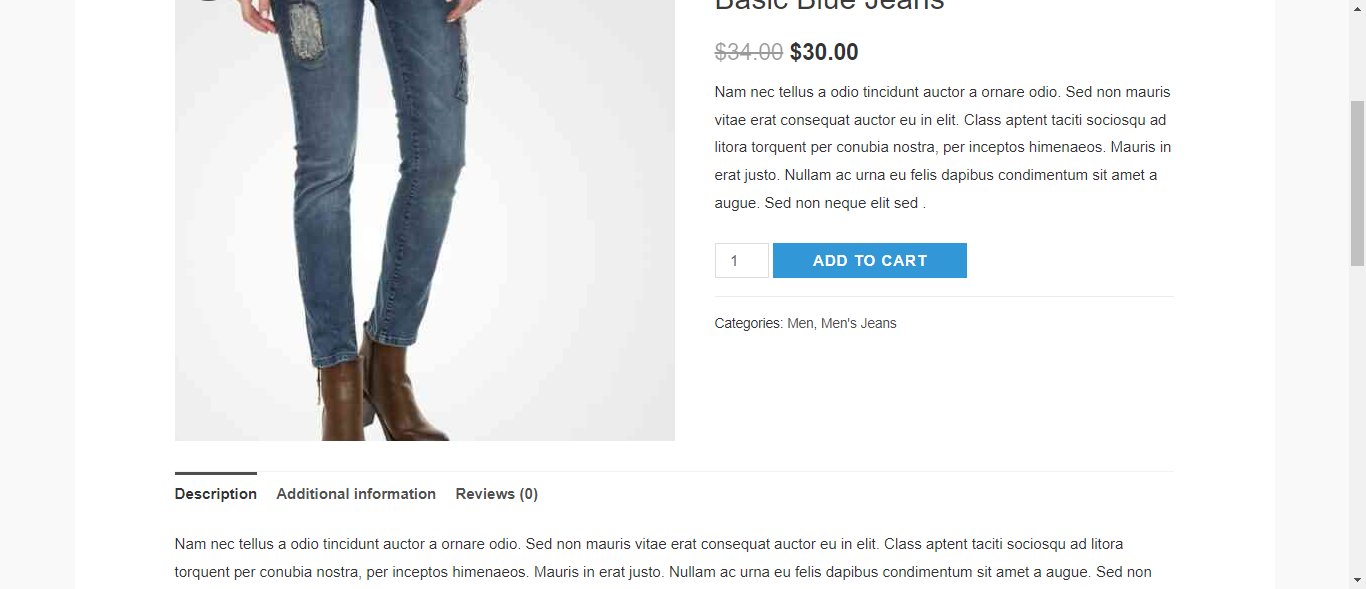 Basic Blue Jeans
$34.00 $30.00
Nam nec tellus a odio tincidunt auctor a ornare odio. Sed non mauris
vitae erat consequat auctor eu in elit. Class aptent taciti sociosqu ad
litora torquent per conubia nostra, per inceptos himenaeos. Mauris in
erat justo. Nullam ac urna eu felis dapibus condimentum sit amet a
augue. Sed non neque elit sed .
1 ADD TO CART
Categories: Men, Men's Jeans
Description Additional information Reviews (0)
Nam nec tellus a odio tincidunt auctor a ornare odio. Sed non mauris vitae erat consequat auctor eu in elit. Class aptent taciti sociosqu ad litora
torquent per conubia nostra, per inceptos himenaeos. Mauris in erat justo. Nullam ac urna eu felis dapibus condimentum sit amet a augue. Sed non